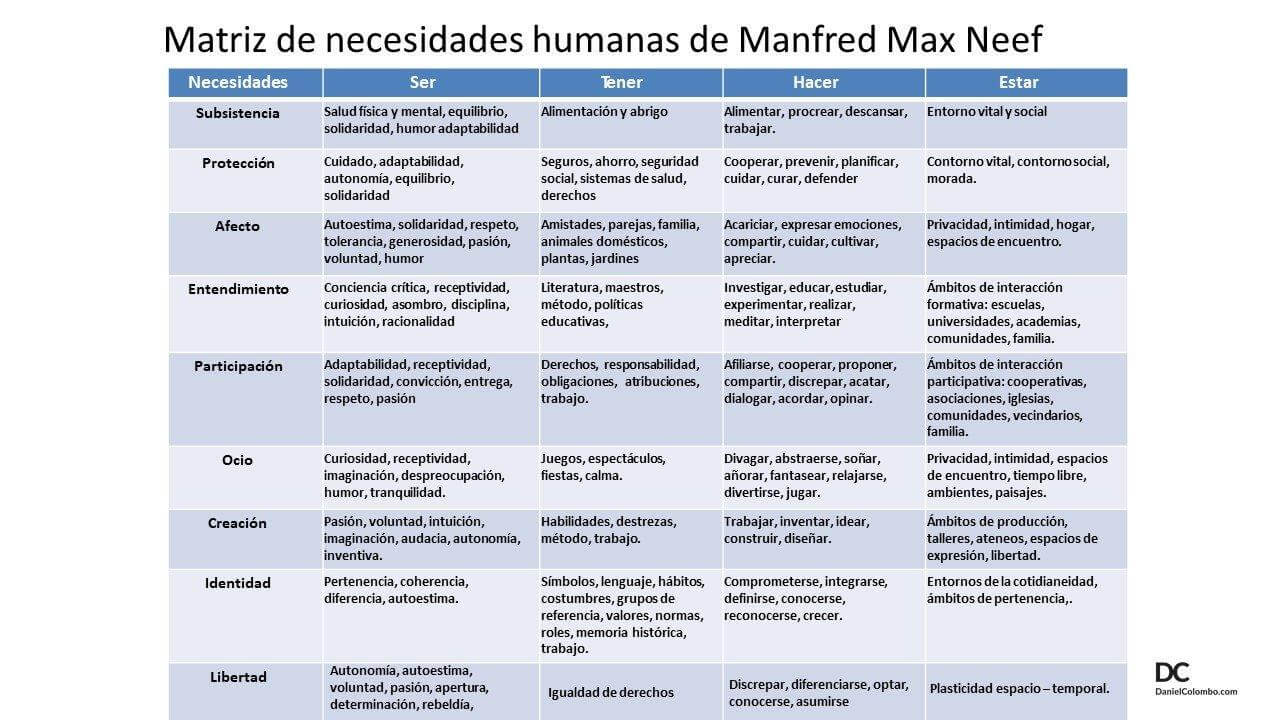 Matriz de necesidades humanas de Manfred Max Neef
Necesidades Ser Tener Hacer Estar
Subsistencia
Salud física y mental, equilibrio,
solidaridad, humor adaptabilidad
Alimentación y abrigo
Alimentar, procrear, descansar,
trabajar.
Entorno vital y social
Protección
Cuidado, adaptabilidad,
autonomía, equilibrio,
solidaridad
Seguros, ahorro, seguridad
social, sistemas de salud,
derechos
Cooperar, prevenir, planificar,
cuidar, curar, defender
Contorno vital, contorno social,
morada.
Afecto
Autoestima, solidaridad, respeto,
tolerancia, generosidad, pasión,
voluntad, humor
Amistades, parejas, familia,
animales domésticos,
plantas, jardines
Acariciar, expresar emociones,
compartir, cuidar, cultivar,
apreciar.
Privacidad, intimidad, hogar,
espacios de encuentro.
Entendimiento
Conciencia crítica, receptividad,
curiosidad, asombro, disciplina,
intuición, racionalidad
Literatura, maestros,
método, políticas
educativas,
Investigar, educar, estudiar,
experimentar, realizar,
meditar, interpretar
Ámbitos de interacción
formativa: escuelas,
universidades, academias,
comunidades, familia.
Participación
Adaptabilidad, receptividad,
solidaridad, convicción, entrega,
respeto, pasión
Derechos, responsabilidad,
obligaciones, atribuciones,
trabajo.
Afiliarse, cooperar, proponer,
compartir, discrepar, acatar,
dialogar, acordar, opinar.
Ámbitos de interacción
participativa: cooperativas,
asociaciones, iglesias,
comunidades, vecindarios,
familia.
Ocio
Curiosidad, receptividad,
imaginación, despreocupación,
humor, tranquilidad.
Juegos, espectáculos,
fiestas, calma.
Divagar, abstraerse, soñar,
añorar, fantasear, relajarse,
divertirse, jugar.
Privacidad, intimidad, espacios
de encuentro, tiempo libre,
ambientes, paisajes.
Creación
Pasión, voluntad, intuición,
imaginación, audacia, autonomía,
inventiva.
Habilidades, destrezas,
método, trabajo.
Trabajar, inventar, idear,
construir, diseñar.
Ámbitos de producción,
talleres, ateneos, espacios de
expresión, libertad.
Identidad
Pertenencia, coherencia,
diferencia, autoestima.
Símbolos, lenguaje, hábitos,
costumbres, grupos de
referencia, valores, normas,
roles, memoria histórica,
trabajo.
Comprometerse, integrarse,
definirse, conocerse,
reconocerse, crecer.
Entornos de la cotidianeidad,
ámbitos de pertenencia,.
Libertad
Autonomía, autoestima,
voluntad, pasión, apertura,
determinación, rebeldía,
Igualdad de derechos
Discrepar, diferenciarse, optar,
conocerse, asumirse
Plasticidad espacio – temporal.
DC
DanielColombo.com